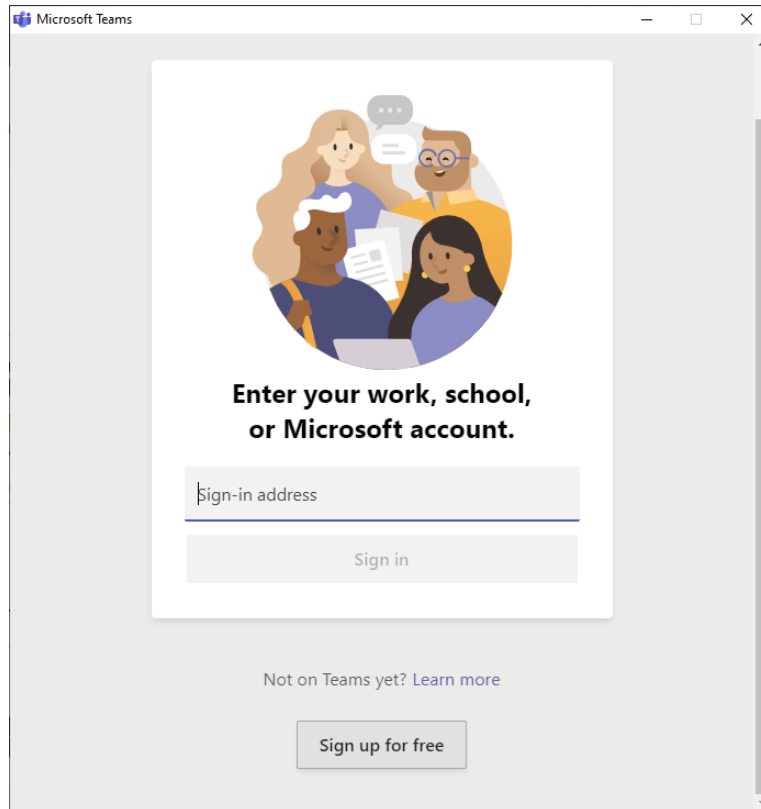 Microsoft Teams
Enter your work, school,
or Microsoft account.
Sign-in address
Sign in
Not on Teams yet? Learn more
Sign up for free